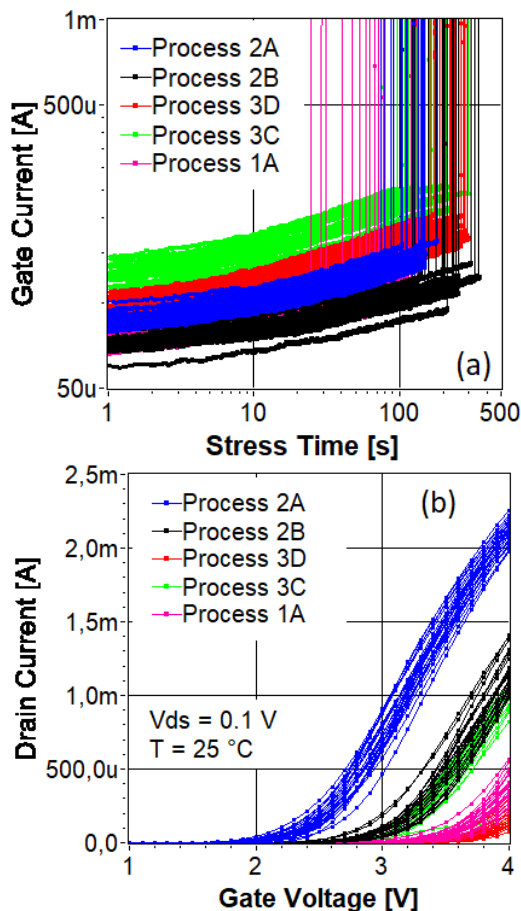 1m
500u
50u
Gate Current [A]
Process 2A
Process 2B
Process 3D
Process 3C
Process 1A
(a)
1
10
100
500
Stress Time [s]
2,5m
2,0m
1,5m
1,0m
500,0u
0,0
Drain Current [A]
Process 2A
Process 2B
Process 3D
Process 3C
Process 1A
(b)
Vds = 0.1 V
T = 25 °C
1
2
3
4
Gate Voltage [V]